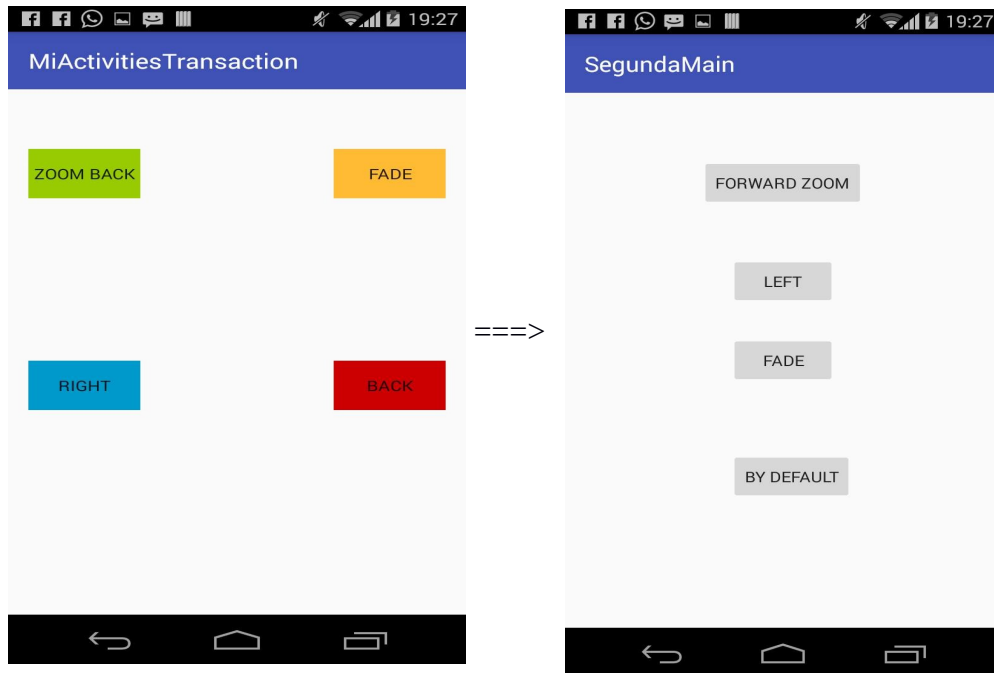 19:27
MiActivitiesTransaction
ZOOM BACK
FADE
RIGHT
BACK
===>
19:27
SegundaMain
FORWARD ZOOM
LEFT
FADE
BY DEFAULT